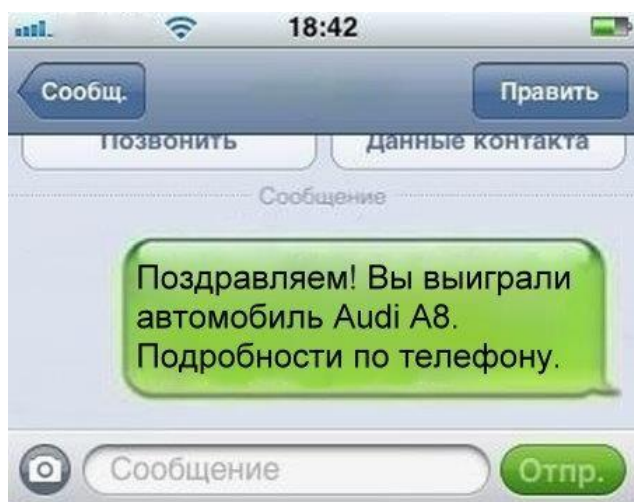 18:42
Сообщ.
Править
Позвонить
Данные контакта
Сообщение
Поздравляем! Вы выиграли
автомобиль Audi A8.
Подробности по телефону.
Сообщение
Отпр.